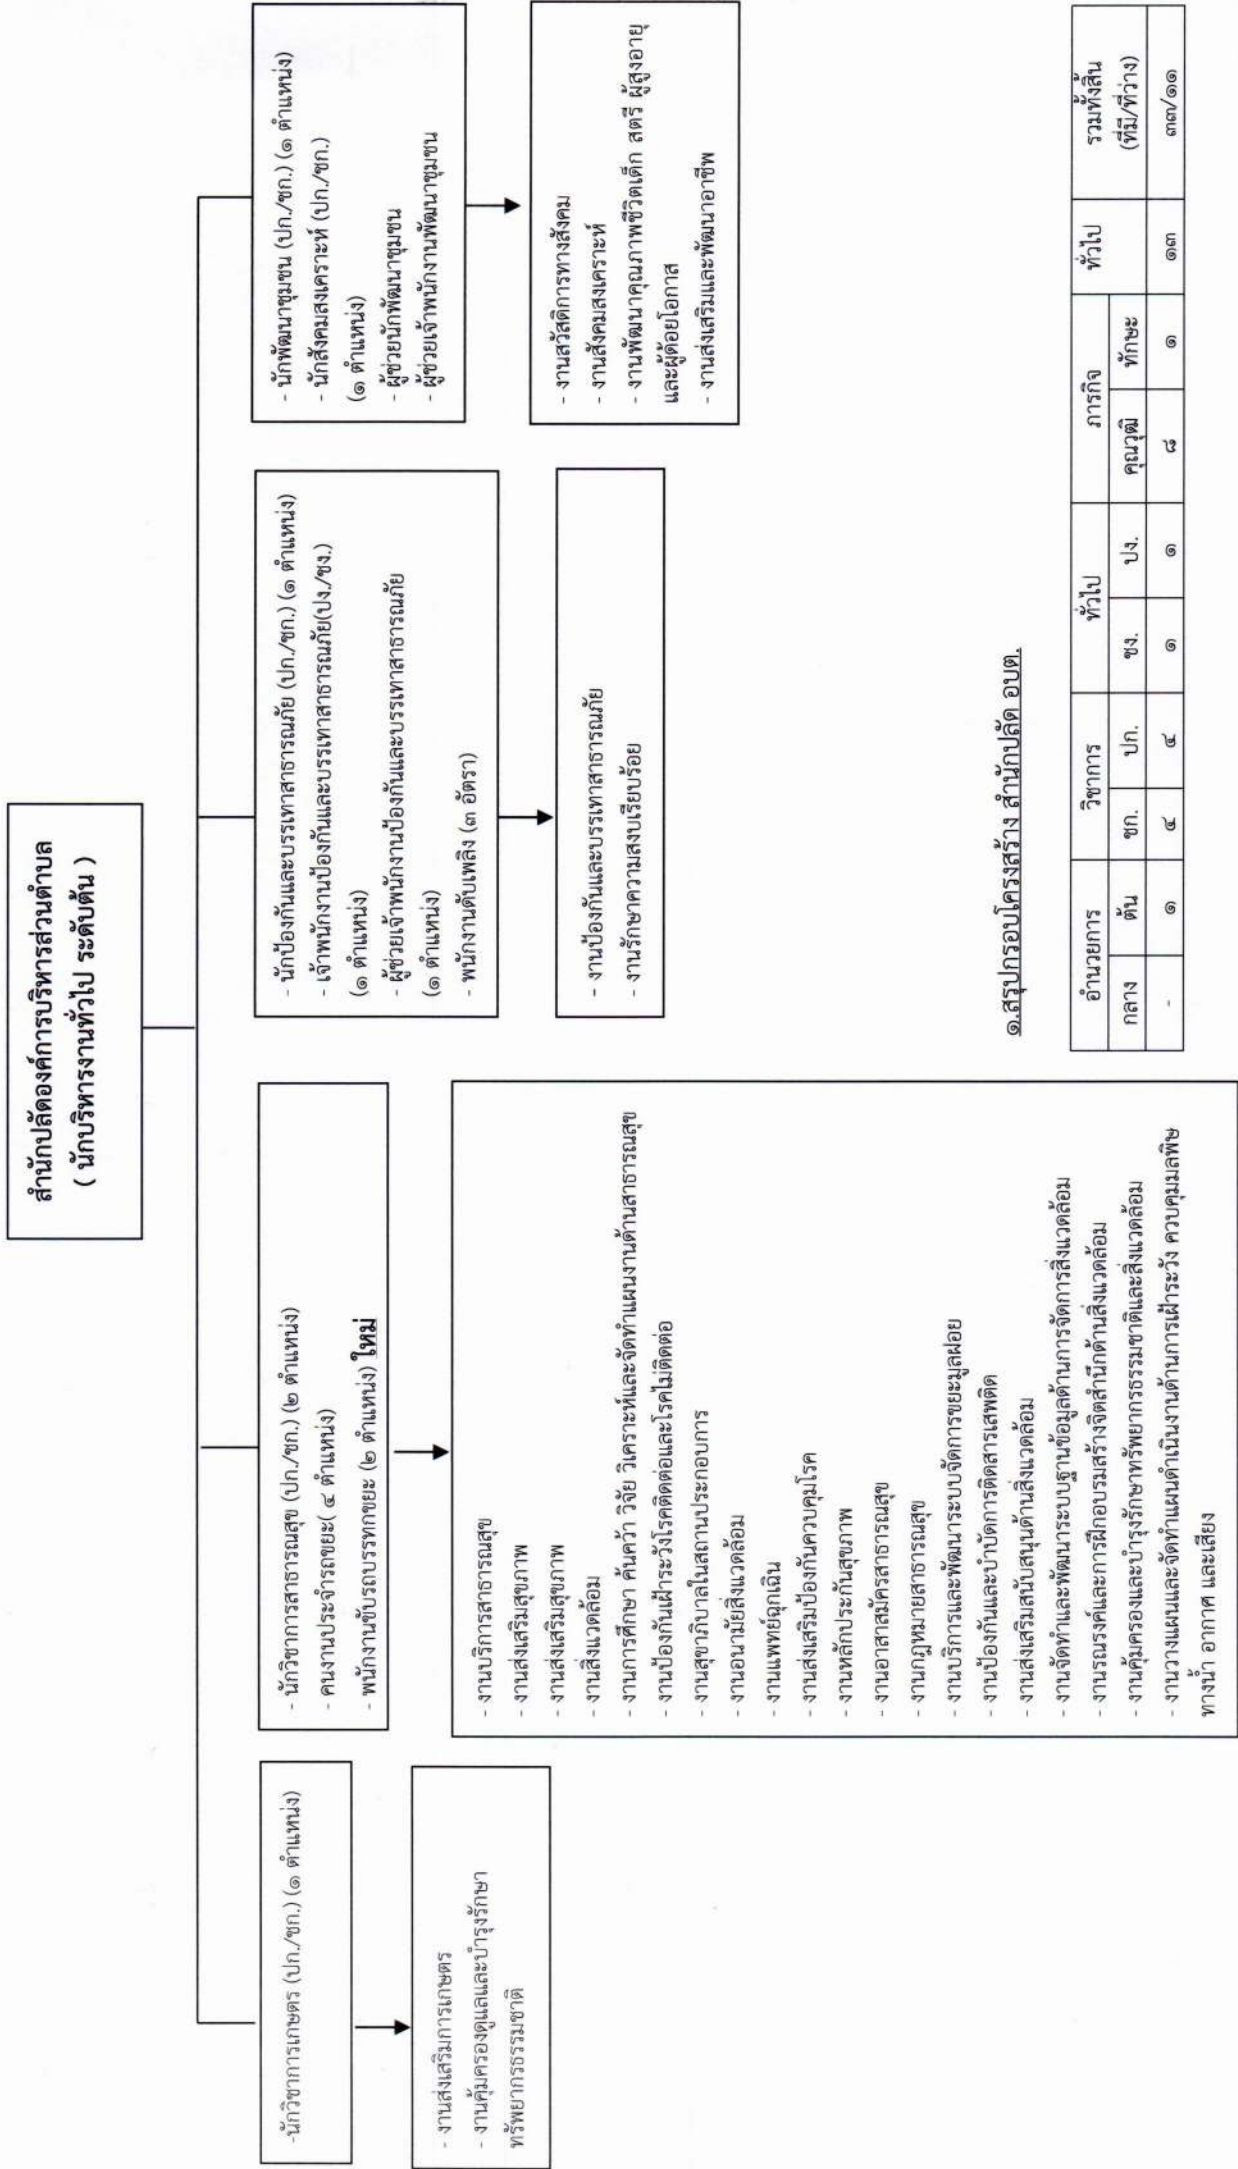 สำนักปลัดองค์การบริหารส่วนตำบล
( นักบริหารงานทั่วไป ระดับต้น )
-นักวิชาการเกษตร (ปก./ชก.) (๑ ตำแหน่ง)
- งานส่งเสริมการเกษตร
- งานคุ้มครองดูแลและบำรุงรักษา
ทรัพยากรธรรมชาติ
- นักวิชาการสาธารณสุข (ปก./ชก.) (๒ ตำแหน่ง)
- คนงานประจำรถขยะ( ๔ ตำแหน่ง)
- พนักงานขับรถบรรทุกขยะ (๒ ตำแหน่ง) ใหม่
- งานบริการสาธารณสุข
- งานส่งเสริมสุขภาพ
- งานส่งเสริมสุขภาพ
- งานสิ่งแวดล้อม
- งานการศึกษา ค้นคว้า วิจัย วิเคราะห์และจัดทำแผนงานด้านสาธารณสุข
- งานป้องกันเฝ้าระวังโรคติดต่อและโรคไม่ติดต่อ
- งานสุขาภิบาลในสถานประกอบการ
- งานอนามัยสิ่งแวดล้อม
- งานแพทย์ฉุกเฉิน
- งานส่งเสริมป้องกันควบคุมโรค
- งานหลักประกันสุขภาพ
- งานอาสาสมัครสาธารณสุข
- งานกฎหมายสาธารณสุข
- งานบริการและพัฒนาระบบจัดการขยะมูลฝอย
- งานป้องกันและบำบัดการติดสารเสพติด
- งานส่งเสริมสนับสนุนด้านสิ่งแวดล้อม
- งานจัดทำและพัฒนาระบบฐานข้อมูลด้านการจัดการสิ่งแวดล้อม
- งานรณรงค์และการฝึกอบรมสร้างจิตสำนึกด้านสิ่งแวดล้อม
- งานคุ้มครองและบำรุงรักษาทรัพยากรธรรมชาติและสิ่งแวดล้อม
- งานวางแผนและจัดทำแผนดำเนินงานด้านการเฝ้าระวัง ควบคุมมลพิษ
ทางน้ำ อากาศ และเสียง
- นักป้องกันและบรรเทาสาธารณภัย (ปก./ชก.) (๑ ตำแหน่ง)
- เจ้าพนักงานป้องกันและบรรเทาสาธารณภัย(ปง./ชง.)
(๑ ตำแหน่ง)
- ผู้ช่วยเจ้าพนักงานป้องกันและบรรเทาสาธารณภัย
(๑ ตำแหน่ง)
- พนักงานดับเพลิง (๓ อัตรา)
- งานป้องกันและบรรเทาสาธารณภัย
- งานรักษาความสงบเรียบร้อย
- นักพัฒนาชุมชน (ปก./ชก.) (๑ ตำแหน่ง)
- นักสังคมสงเคราะห์ (ปก./ชก.)
(๑ ตำแหน่ง)
- ผู้ช่วยนักพัฒนาชุมชน
- ผู้ช่วยเจ้าพนักงานพัฒนาชุมชน
- งานสวัสดิการทางสังคม
- งานสังคมสงเคราะห์
- งานพัฒนาคุณภาพชีวิตเด็ก สตรี ผู้สูงอายุ
และผู้ด้อยโอกาส
- งานส่งเสริมและพัฒนาอาชีพ
๑.สรุปกรอบโครงสร้าง สำนักปลัด อบต.
อำนวยการ วิชาการ ทั่วไป ภารกิจ ทั่วไป รวมทั้งสิ้น
(ที่มี/ที่ว่าง)
กลาง ต้น ชก. ปก. ชง. ปง. คุณวุฒิ ทักษะ
- ๑ ๔ ๔ ๑ ๑ ๘ ๑ ๑๓ ๓๓/๑๑